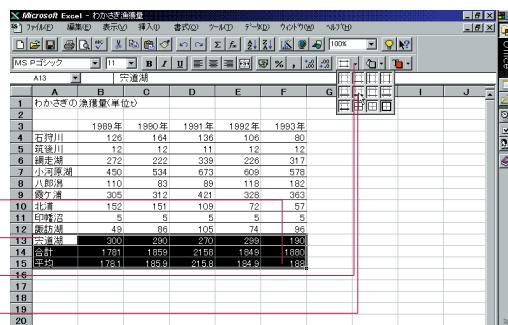 Microsoft Excel - わかさぎ漁獲量
ファイル(F) 編集(E) 表示(V) 挿入(I) 書式(O) ツール(T) データ(D) ウィンドウ(W) ヘルプ(H)
100%
MS Pゴシック 11 B I U % ,
A13 宍道湖
Office
A B C D E F G I J
1 わかさぎの漁獲量(単位t)
2
3 1989年 1990年 1991年 1992年 1993年
4 石狩川 126 164 136 106 80
5 筑後川 12 12 11 12 12
6 網走湖 272 222 339 226 317
7 小河原湖 450 534 673 609 578
8 八郎潟 110 83 89 118 182
9 霞ケ浦 305 312 421 328 363
10 北浦 152 151 109 72 57
11 印幡沼 5 5 5 5 5
12 諏訪湖 49 86 105 74 96
13 宍道湖 300 290 270 299 190
14 合計 1781 1859 2158 1849 1880
15 平均 178.1 185.9 215.8 184.9 188
16
17
18
19
20